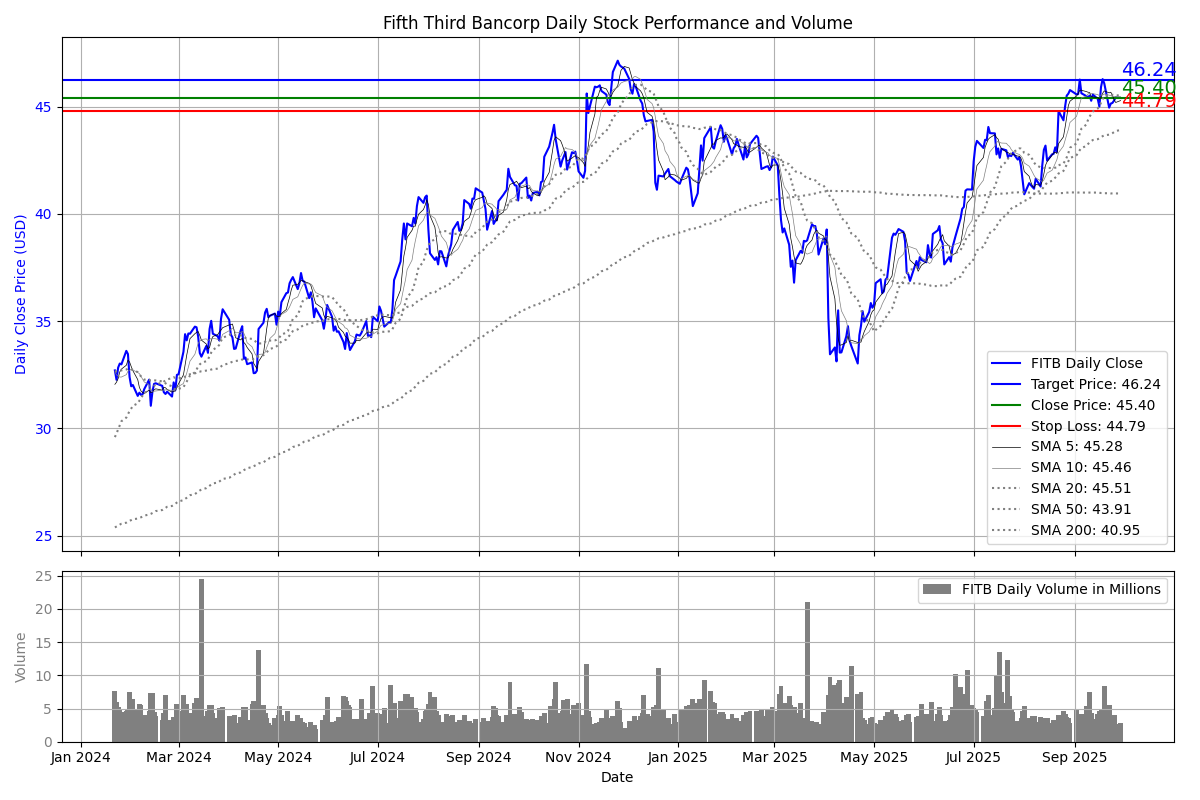 Fifth Third Bancorp Daily Stock Performance and Volume
46.24
45.40
44.79
45
40
35
30
25
Daily Close Price (USD)
FITB Daily Close
Target Price: 46.24
Close Price: 45.40
Stop Loss: 44.79
SMA 5: 45.28
SMA 10: 45.46
SMA 20: 45.51
SMA 50: 43.91
SMA 200: 40.95
25
20
15
10
5
0
Volume
FITB Daily Volume in Millions
Jan 2024 Mar 2024 May 2024 Jul 2024 Sep 2024 Nov 2024 Jan 2025 Mar 2025 May 2025 Jul 2025 Sep 2025
Date